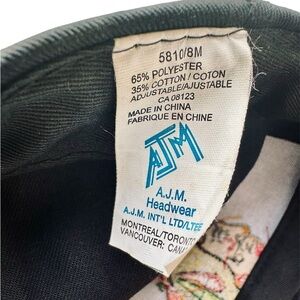 5810/8M
65% POLYESTER
35% COTTON / COTON
ADJUSTABLE/AJUSTABLE
CA 08123
MADE IN CHINA
FABRIQUE EN CHINE
AJM
A.J.M.
Headwear
A.J.M. INT'L LTD/LTEE
MONTREAL/TORONTO
VANCOUVER: CANA